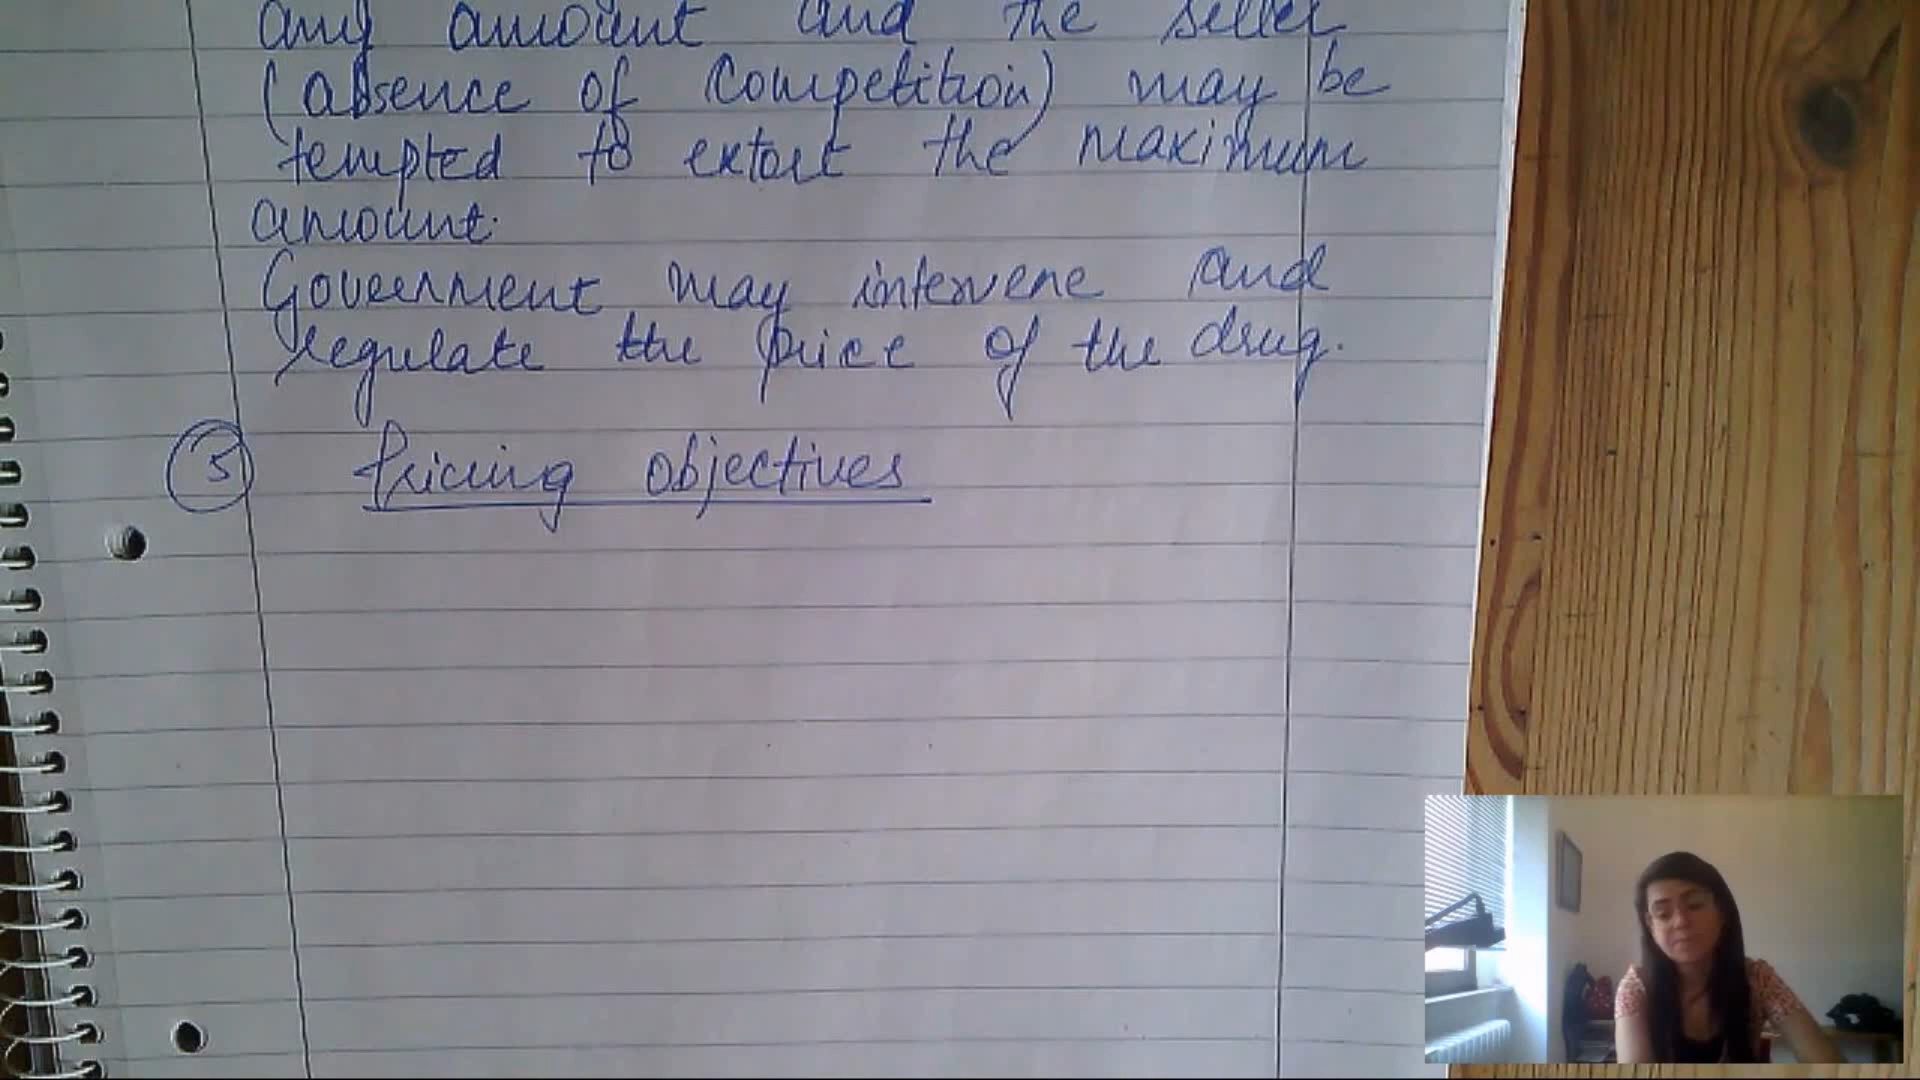 any amount and the seller
(absence of Competition) may be
tempted to extort the maximum
amount.
Government may intervene and
regulate the price of the drug.
5 Pricing objectives